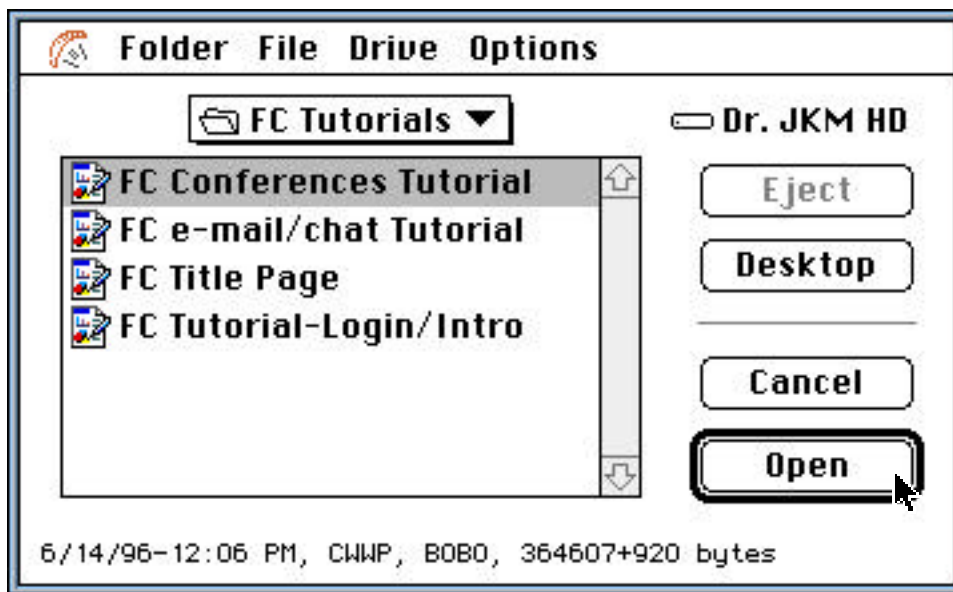 Folder File Drive Options
FC Tutorials
Dr. JKM HD
FC Conferences Tutorial
FC e-mail/chat Tutorial
FC Title Page
FC Tutorial-Login/Intro
Eject
Desktop
Cancel
Open
6/14/96-12:06 PM, CWWP, BOBO, 364607+920 bytes